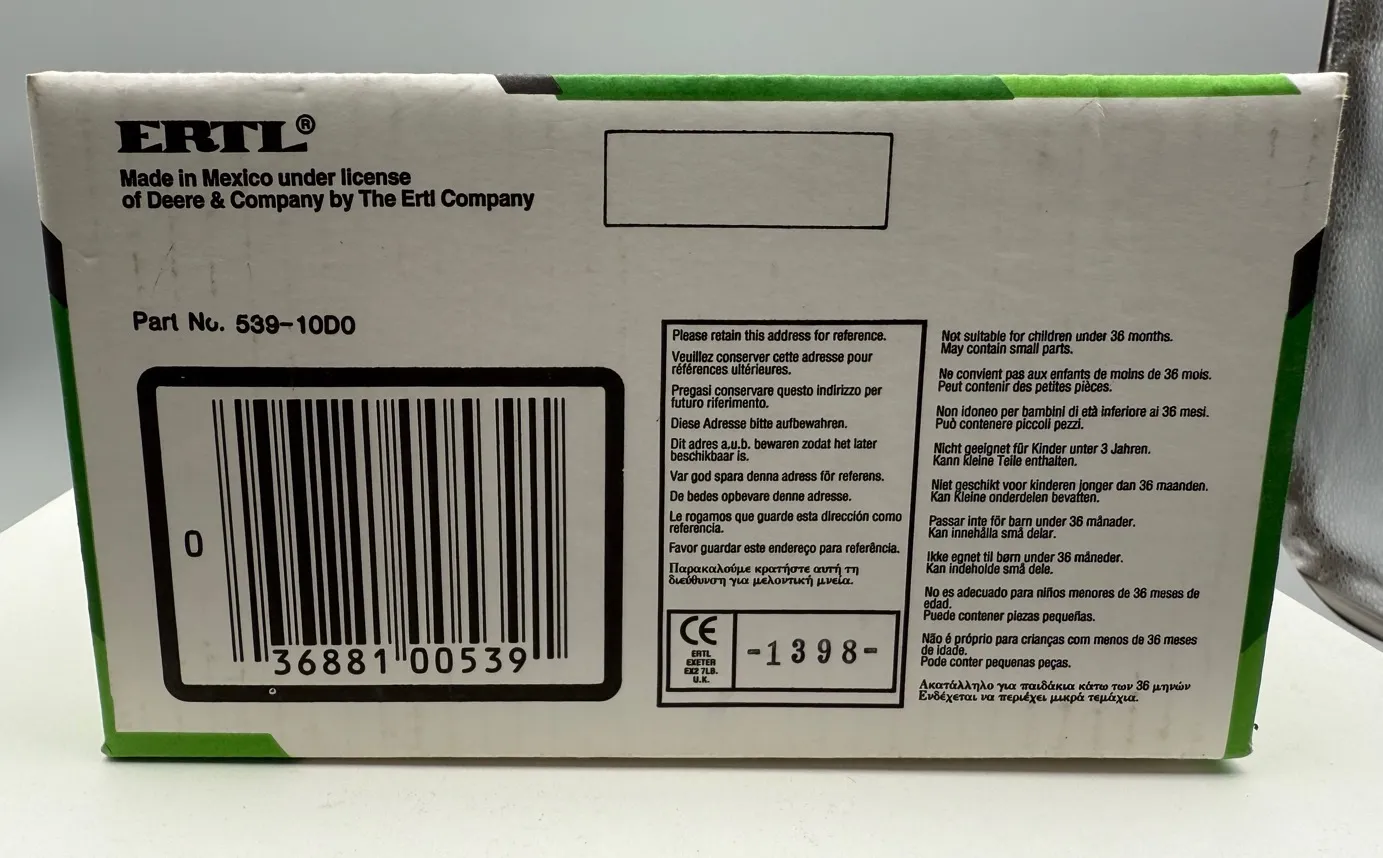 ERTL®
Made in Mexico under license
of Deere & Company by The Ertl Company
Part No. 539-10D0
0
36881 00539
Please retain this address for reference.
Veuillez conserver cette adresse pour
références ultérieures.
Pregasi conservare questo indirizzo per
futuro riferimento.
Diese Adresse bitte aufbewahren.
Dit adres a.u.b. bewaren zodat het later
beschikbaar is.
Var god spara denna adress för referens.
De bedes opbevare denne adresse.
Le rogamos que guarde esta dirección como
referencia.
Favor guardar este endereço para referência.
Παρακαλούμε κρατήστε αυτή τη
διεύθυνση για μελοντική μνεία.
CE
ERTL
EXETER
EX2 7LB.
U.K.
-1398-
Not suitable for children under 36 months.
May contain small parts.
Ne convient pas aux enfants de moins de 36 mois.
Peut contenir des petites pièces.
Non idoneo per bambini di età inferiore ai 36 mesi.
Può contenere piccoli pezzi.
Nicht geeignet für Kinder unter 3 Jahren.
Kann kleine Teile enthalten.
Niet geschikt voor kinderen jonger dan 36 maanden.
Kan Kleine onderdelen bevatten.
Passar inte för barn under 36 månader.
Kan innehålla små delar.
Ikke egnet til børn under 36 måneder.
Kan indeholde små dele.
No es adecuado para niños menores de 36 meses de
edad.
Puede contener piezas pequeñas.
Não é próprio para crianças com menos de 36 meses
de idade.
Pode conter pequenas peças.
Ακατάλληλο για παιδάκια κάτω των 36 μηνών
Ενδέχεται να περιέχει μικρά τεμάχια.